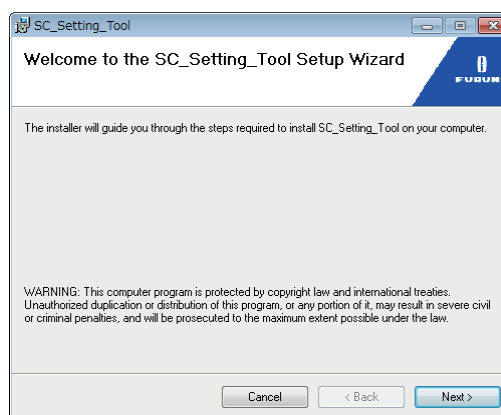 SC_Setting_Tool
Welcome to the SC_Setting_Tool Setup Wizard
FURUN
The installer will guide you through the steps required to install SC_Setting_Tool on your computer.
WARNING: This computer program is protected by copyright law and international treaties.
Unauthorized duplication or distribution of this program, or any portion of it, may result in severe civil
or criminal penalties, and will be prosecuted to the maximum extent possible under the law.
Cancel
< Back
Next >